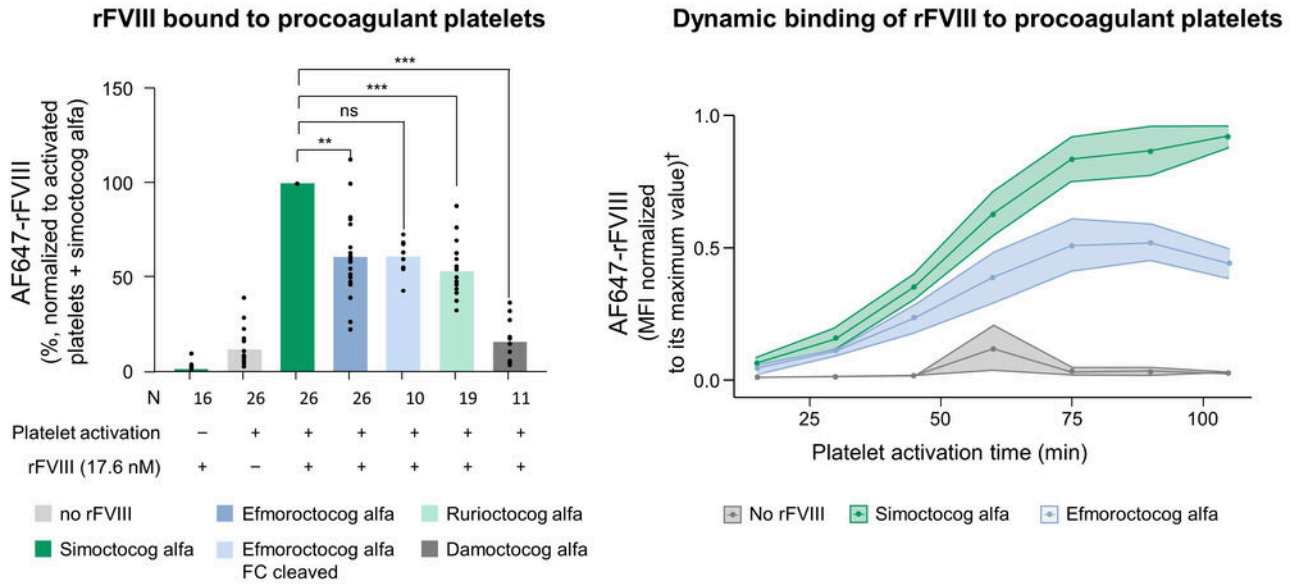 rFVIII bound to procoagulant platelets
AF647-rFVIII
(%, normalized to activated
platelets + simoctocog alfa)
150
100
50
0
***
***
ns
**
N 16 26 26 26 10 19 11
Platelet activation – + + + + + +
rFVIII (17.6 nM) + – + + + + +
no rFVIII
Efmoroctocog alfa
Rurioctocog alfa
Simoctocog alfa
Efmoroctocog alfa
FC cleaved
Damoctocog alfa
Dynamic binding of rFVIII to procoagulant platelets
AF647-rFVIII
(MFI normalized
to its maximum value)†
1.0
0.5
0.0
25 50 75 100
Platelet activation time (min)
No rFVIII
Simoctocog alfa
Efmoroctocog alfa